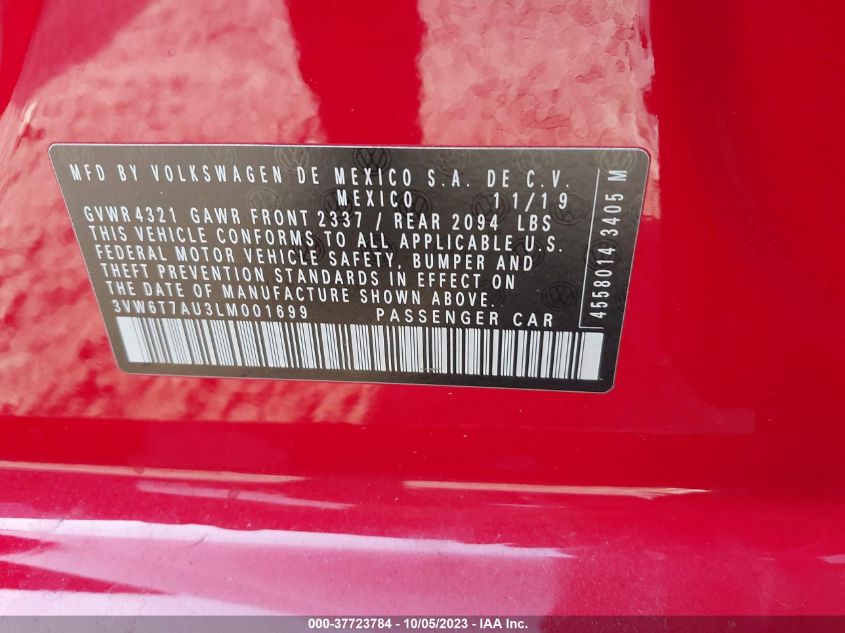 MFD BY VOLKSWAGEN DE MEXICO S.A. DE C.V.
MEXICO 11/19
GVWR 4321 GAWR FRONT 2337 / REAR 2094 LBS
THIS VEHICLE CONFORMS TO ALL APPLICABLE U.S.
FEDERAL MOTOR VEHICLE SAFETY, BUMPER AND
THEFT PREVENTION STANDARDS IN EFFECT ON
THE DATE OF MANUFACTURE SHOWN ABOVE.
3VW6T7AU3LM001699 PASSENGER CAR
4558014 3405 M
000-37723784 - 10/05/2023 - IAA Inc.